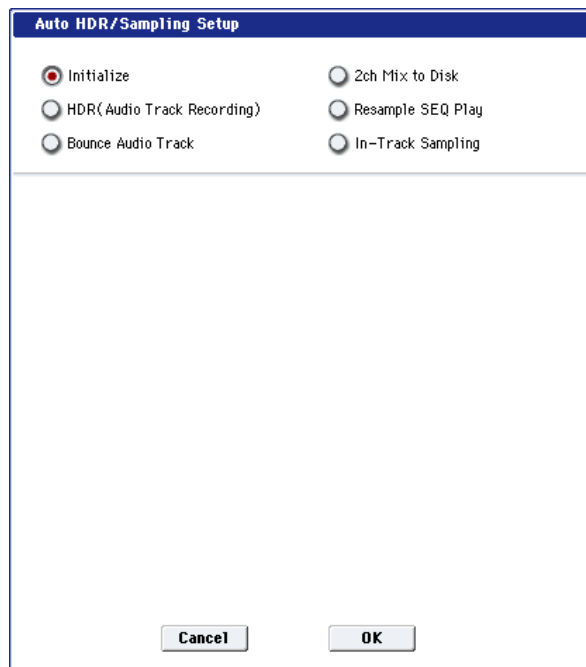 Auto HDR/Sampling Setup
Initialize
2ch Mix to Disk
HDR(Audio Track Recording)
Resample SEQ Play
Bounce Audio Track
In-Track Sampling
Cancel
OK